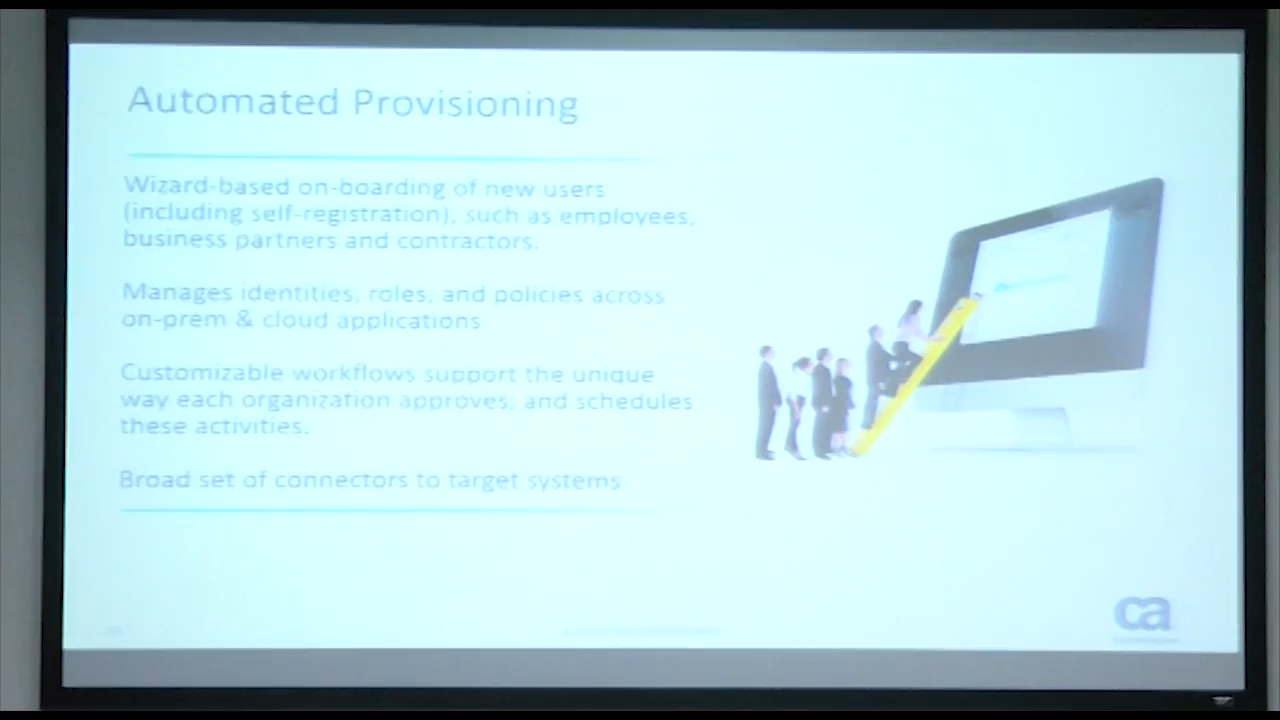 Automated Provisioning
Wizard-based on-boarding of new users
(including self-registration), such as employees,
business partners and contractors.
Manages identities, roles, and policies across
on-prem & cloud applications
Customizable workflows support the unique
way each organization approves, and schedules
these activities.
Broad set of connectors to target systems
ca